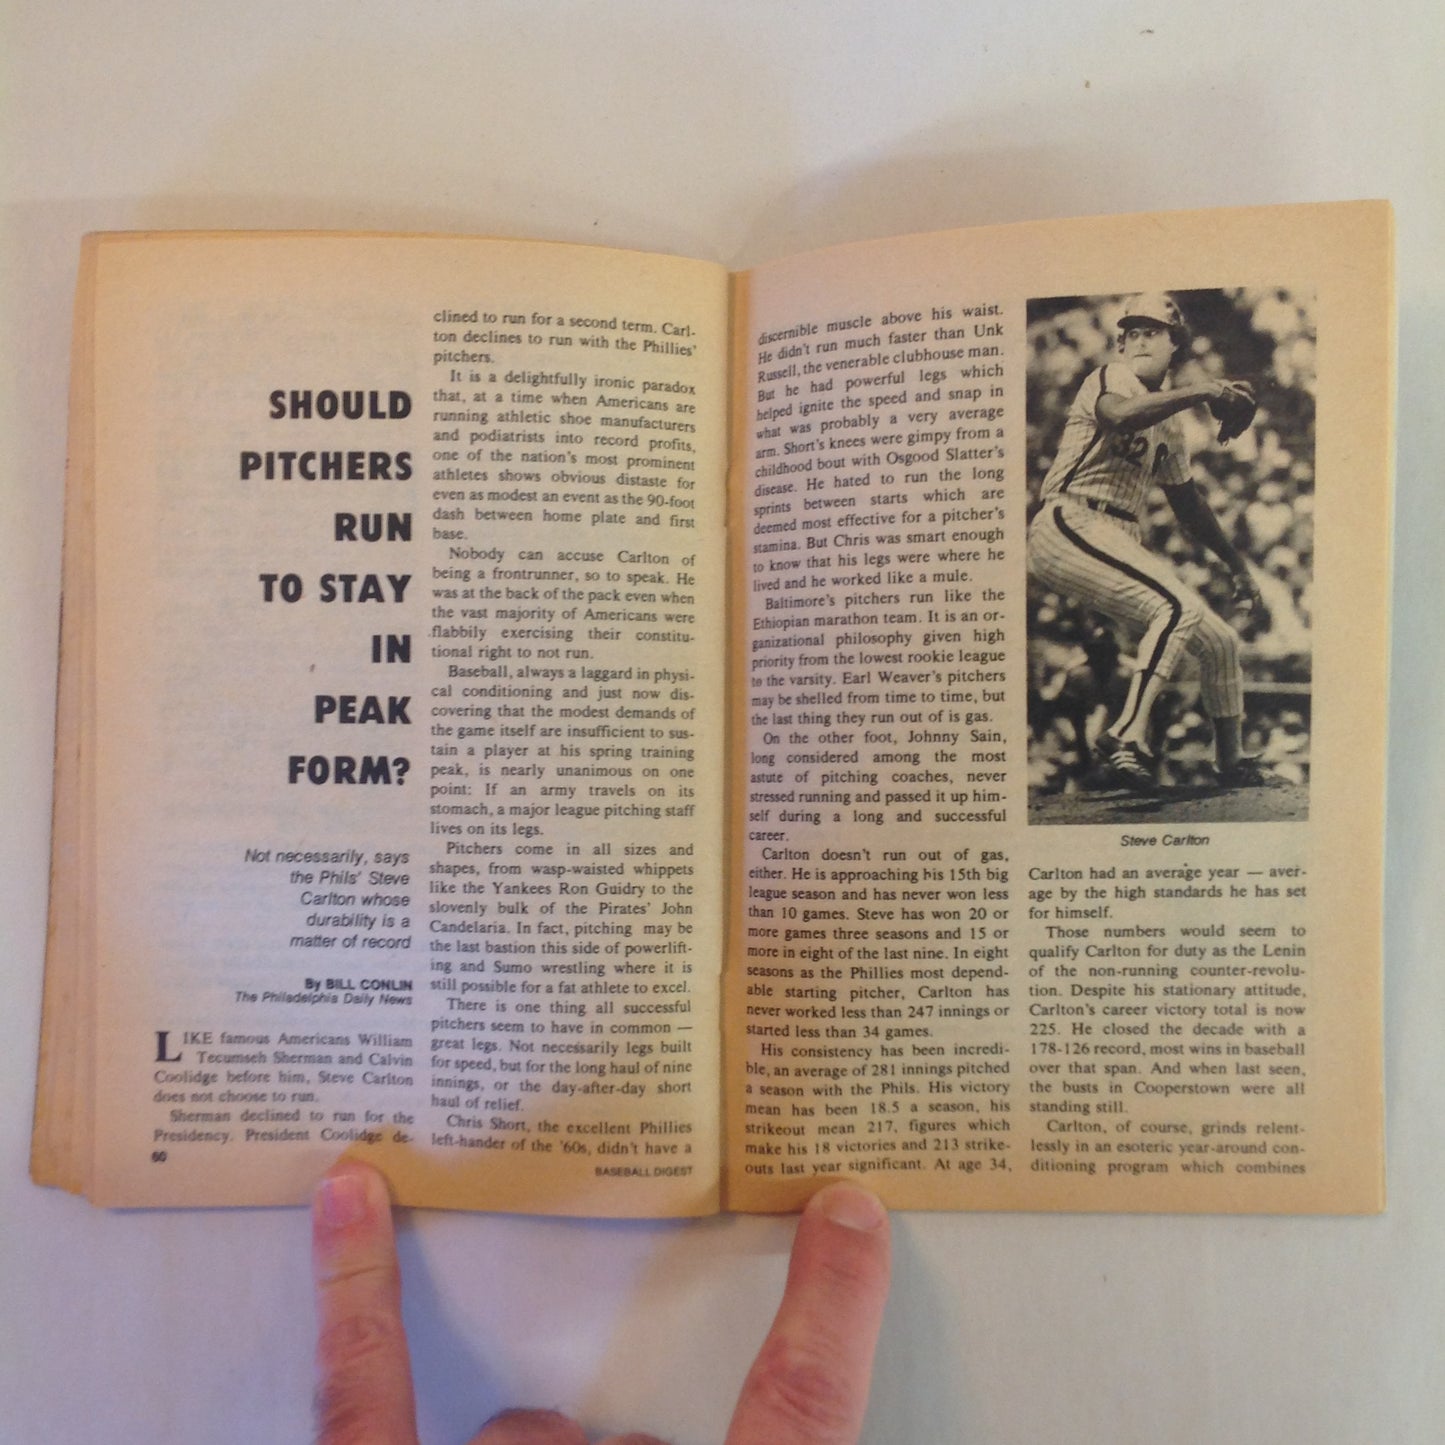 SHOULD
PITCHERS
RUN
TO STAY
IN
PEAK
FORM?
Not necessarily, says
the Phils' Steve
Carlton whose
durability is a
matter of record
By BILL CONLIN
The Philadelphia Daily News
LIKE famous Americans William
Tecumseh Sherman and Calvin
Coolidge before him, Steve Carlton
does not choose to run.
Sherman declined to run for the
Presidency. President Coolidge de-
60
clined to run for a second term. Carl-
ton declines to run with the Phillies'
pitchers.
It is a delightfully ironic paradox
that, at a time when Americans are
running athletic shoe manufacturers
and podiatrists into record profits,
one of the nation's most prominent
athletes shows obvious distaste for
even as modest an event as the 90-foot
dash between home plate and first
base.
Nobody can accuse Carlton of
being a frontrunner, so to speak. He
was at the back of the pack even when
the vast majority of Americans were
flabbily exercising their constitu-
tional right to not run.
Baseball, always a laggard in physi-
cal conditioning and just now dis-
covering that the modest demands of
the game itself are insufficient to sus-
tain a player at his spring training
peak, is nearly unanimous on one
point: If an army travels on its
stomach, a major league pitching staff
lives on its legs.
Pitchers come in all sizes and
shapes, from wasp-waisted whippets
like the Yankees Ron Guidry to the
slovenly bulk of the Pirates' John
Candelaria. In fact, pitching may be
the last bastion this side of powerlift-
ing and Sumo wrestling where it is
still possible for a fat athlete to excel.
There is one thing all successful
pitchers seem to have in common —
great legs. Not necessarily legs built
for speed, but for the long haul of nine
innings, or the day-after-day short
haul of relief.
Chris Short, the excellent Phillies
left-hander of the '60s, didn't have a
BASEBALL DIGEST
discernible muscle above his waist.
He didn't run much faster than Unk
Russell, the venerable clubhouse man.
But he had powerful legs which
helped ignite the speed and snap in
what was probably a very average
arm. Short's knees were gimpy from a
childhood bout with Osgood Slatter's
disease. He hated to run the long
sprints between starts which are
deemed most effective for a pitcher's
stamina. But Chris was smart enough
to know that his legs were where he
lived and he worked like a mule.
Baltimore's pitchers run like the
Ethiopian marathon team. It is an or-
ganizational philosophy given high
priority from the lowest rookie league
to the varsity. Earl Weaver's pitchers
may be shelled from time to time, but
the last thing they run out of is gas.
On the other foot, Johnny Sain,
long considered among the most
astute of pitching coaches, never
stressed running and passed it up him-
self during a long and successful
career.
Carlton doesn't run out of gas,
either. He is approaching his 15th big
league season and has never won less
than 10 games. Steve has won 20 or
more games three seasons and 15 or
more in eight of the last nine. In eight
seasons as the Phillies most depend-
able starting pitcher, Carlton has
never worked less than 247 innings or
started less than 34 games.
His consistency has been incredi-
ble, an average of 281 innings pitched
a season with the Phils. His victory
mean has been 18.5 a season, his
strikeout mean 217, figures which
make his 18 victories and 213 strike-
outs last year significant. At age 34,
32
Steve Carlton
Carlton had an average year — aver-
age by the high standards he has set
for himself.
Those numbers would seem to
qualify Carlton for duty as the Lenin
of the non-running counter-revolu-
tion. Despite his stationary attitude,
Carlton's career victory total is now
225. He closed the decade with a
178-126 record, most wins in baseball
over that span. And when last seen,
the busts in Cooperstown were all
standing still.
Carlton, of course, grinds relent-
lessly in an esoteric year-around con-
ditioning program which combines